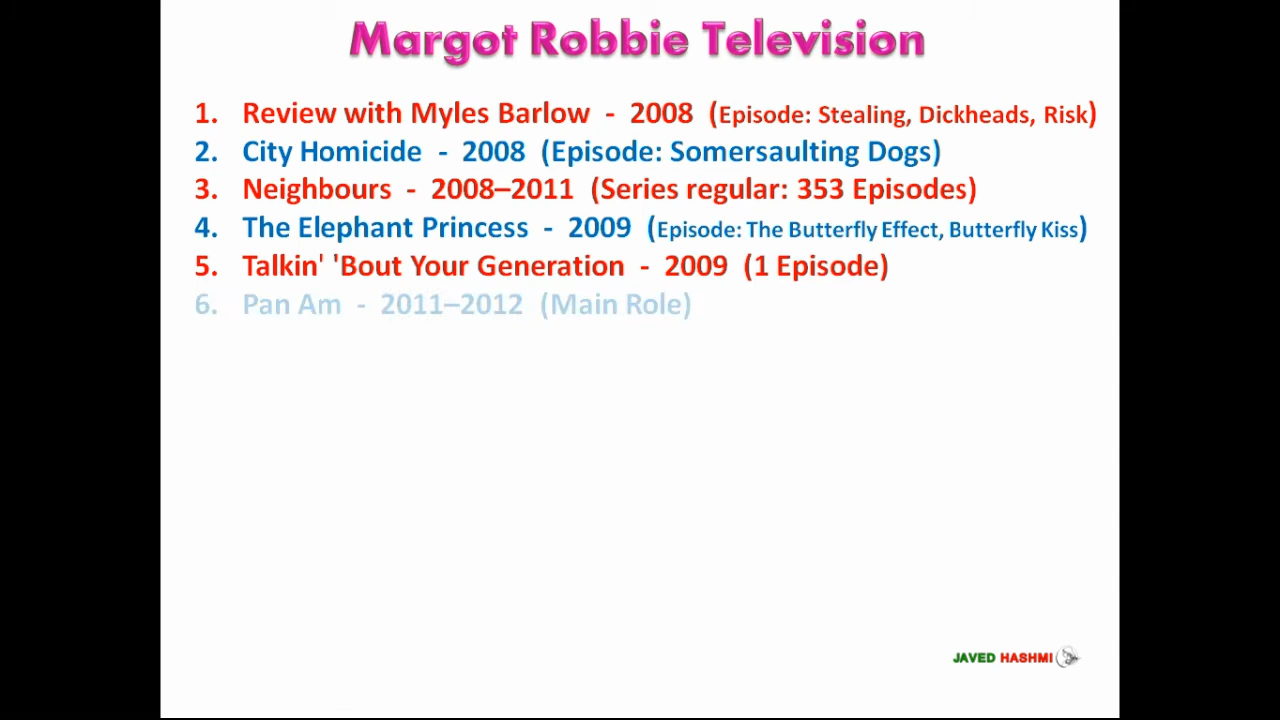 Margot Robbie Television
1. Review with Myles Barlow - 2008 (Episode: Stealing, Dickheads, Risk)
2. City Homicide - 2008 (Episode: Somersaulting Dogs)
3. Neighbours - 2008–2011 (Series regular: 353 Episodes)
4. The Elephant Princess - 2009 (Episode: The Butterfly Effect, Butterfly Kiss)
5. Talkin' 'Bout Your Generation - 2009 (1 Episode)
6. Pan Am - 2011–2012 (Main Role)
JAVED HASHMI